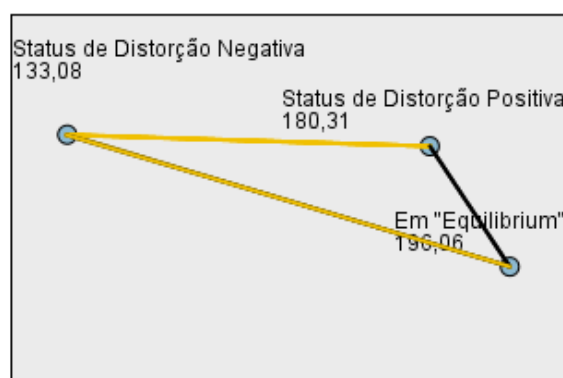 Status de Distorção Negativa
133,08
Status de Distorção Positiva
180,31
Em "Equilibrium"
196,06